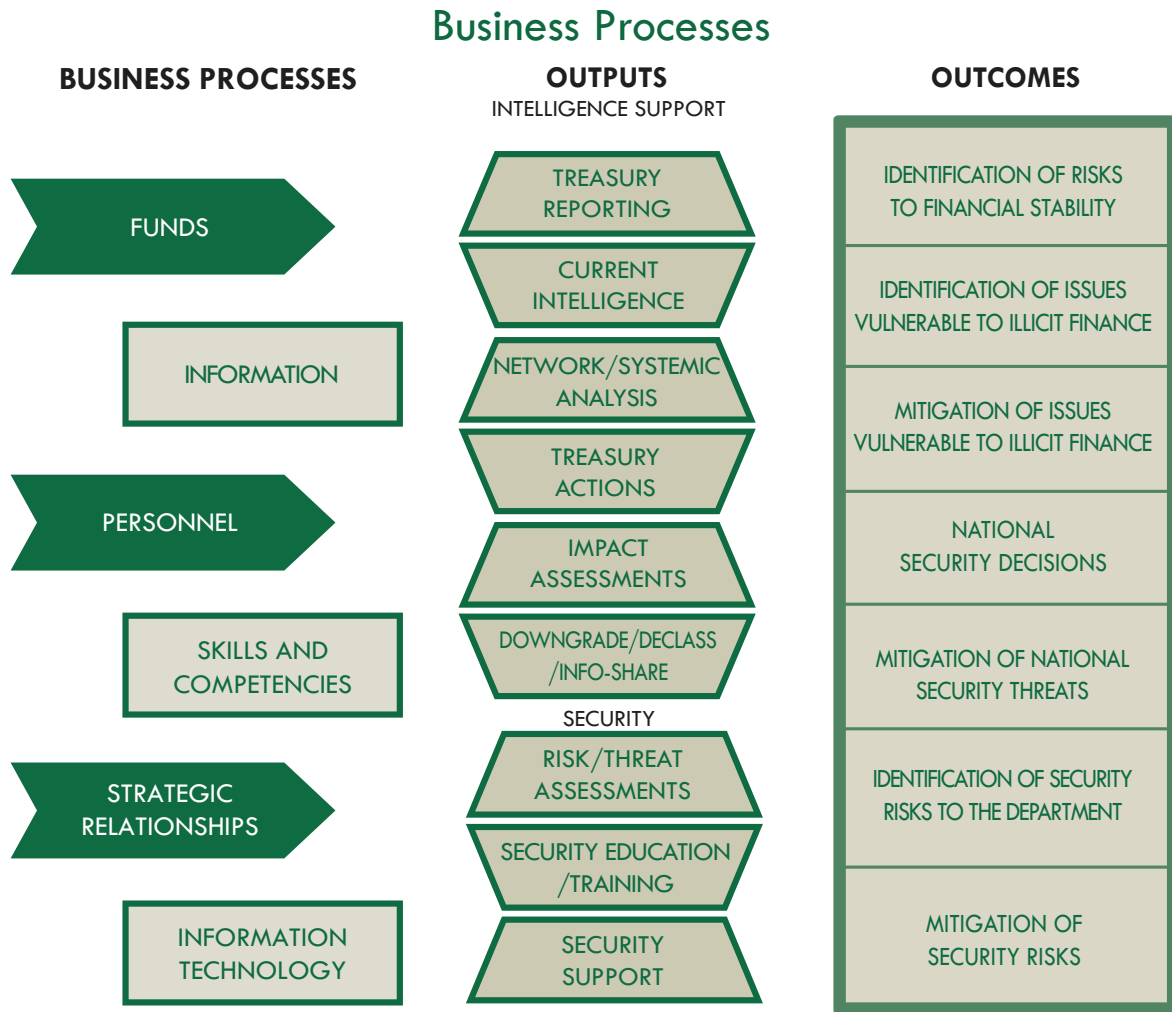 Business Processes
BUSINESS PROCESSES
FUNDS
INFORMATION
PERSONNEL
SKILLS AND
COMPETENCIES
STRATEGIC
RELATIONSHIPS
INFORMATION
TECHNOLOGY
OUTPUTS
INTELLIGENCE SUPPORT
TREASURY
REPORTING
CURRENT
INTELLIGENCE
NETWORK/SYSTEMIC
ANALYSIS
TREASURY
ACTIONS
IMPACT
ASSESSMENTS
DOWNGRADE/DECLASS
/INFO-SHARE
SECURITY
RISK/THREAT
ASSESSMENTS
SECURITY EDUCATION
/TRAINING
SECURITY
SUPPORT
OUTCOMES
IDENTIFICATION OF RISKS
TO FINANCIAL STABILITY
IDENTIFICATION OF ISSUES
VULNERABLE TO ILLICIT FINANCE
MITIGATION OF ISSUES
VULNERABLE TO ILLICIT FINANCE
NATIONAL
SECURITY DECISIONS
MITIGATION OF NATIONAL
SECURITY THREATS
IDENTIFICATION OF SECURITY
RISKS TO THE DEPARTMENT
MITIGATION OF
SECURITY RISKS